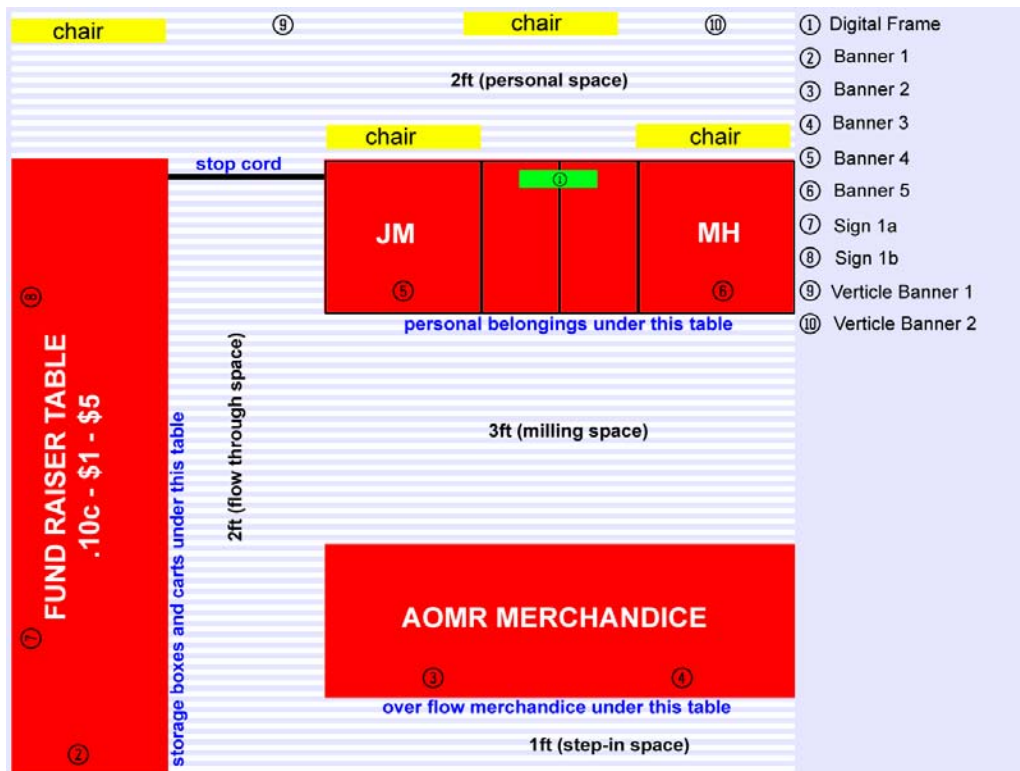 chair
⑨
chair
⑩
2ft (personal space)
chair
chair
stop cord
①
JM
MH
⑤
⑥
personal belongings under this table
⑧
FUND RAISER TABLE
.10c - $1 - $5
⑦
②
storage boxes and carts under this table
2ft (flow through space)
3ft (milling space)
AOMR MERCHANDICE
③
④
over flow merchandice under this table
1ft (step-in space)
① Digital Frame
② Banner 1
③ Banner 2
④ Banner 3
⑤ Banner 4
⑥ Banner 5
⑦ Sign 1a
⑧ Sign 1b
⑨ Verticle Banner 1
⑩ Verticle Banner 2